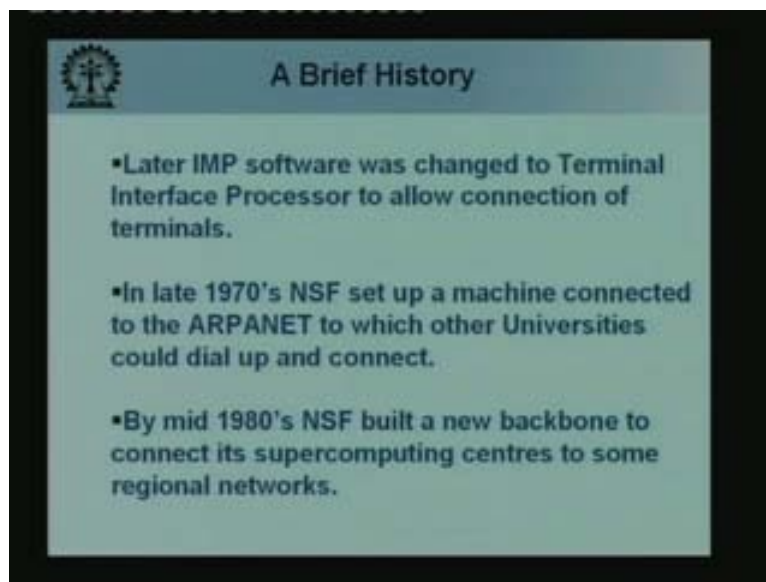 A Brief History
▪Later IMP software was changed to Terminal
Interface Processor to allow connection of
terminals.
▪In late 1970's NSF set up a machine connected
to the ARPANET to which other Universities
could dial up and connect.
▪By mid 1980's NSF built a new backbone to
connect its supercomputing centres to some
regional networks.